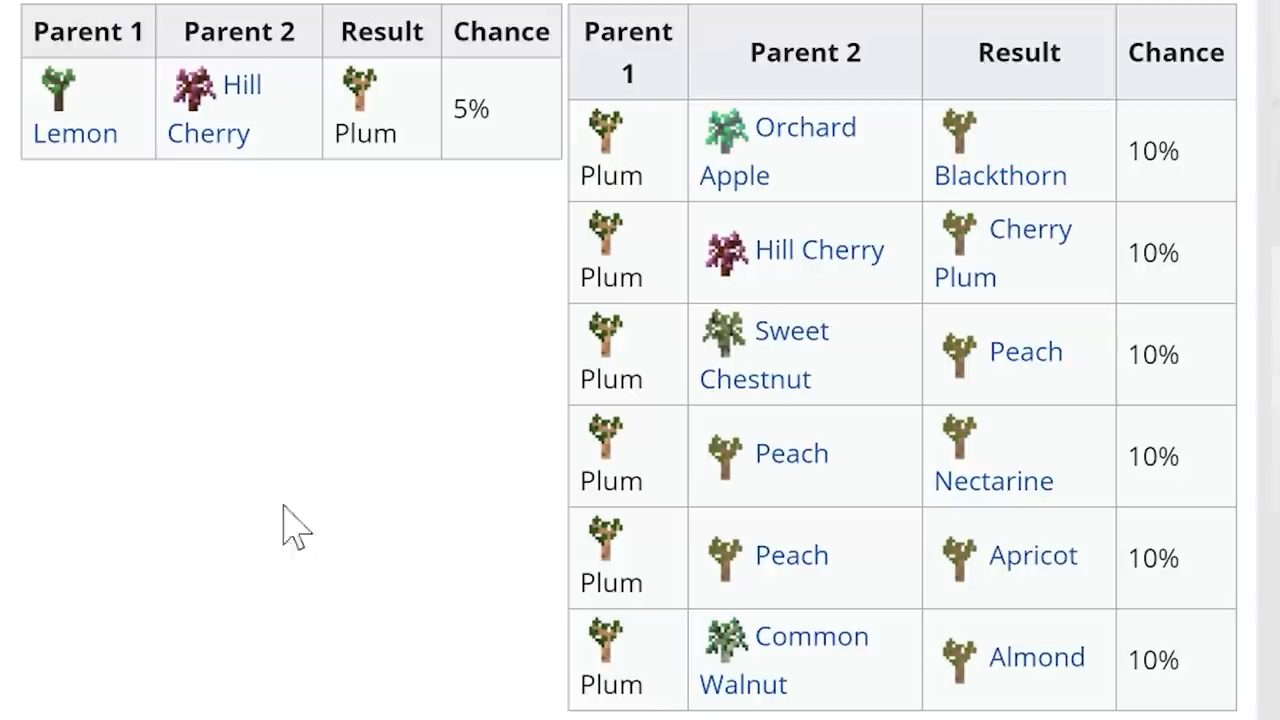 Parent 1 Parent 2 Result Chance
Hill
Lemon Cherry Plum 5%
Parent
1 Parent 2 Result Chance
Orchard
Plum Apple Blackthorn 10%
Cherry
Plum Hill Cherry Plum 10%
Sweet
Plum Chestnut Peach 10%
Peach
Plum Nectarine 10%
Peach Apricot 10%
Plum
Common
Plum Walnut Almond 10%